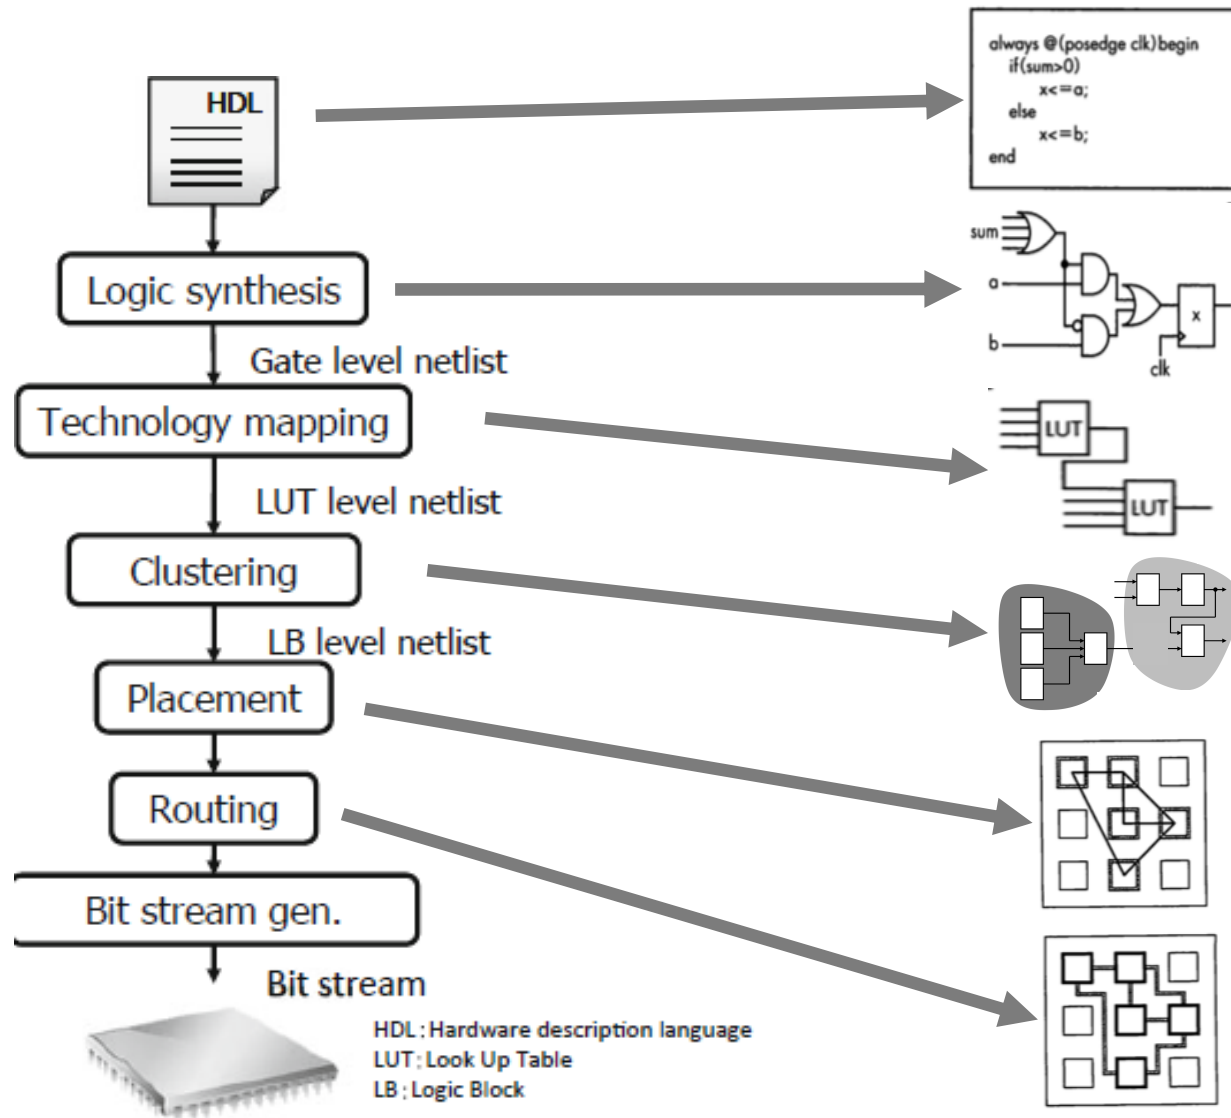 HDL
always @(posedge clk)begin
if(sum>0)
x<=a;
else
x<=b;
end
Logic synthesis
sum
a
b
x
clk
Gate level netlist
Technology mapping
LUT
LUT
LUT level netlist
Clustering
LB level netlist
Placement
Routing
Bit stream gen.
Bit stream
HDL : Hardware description language
LUT : Look Up Table
LB : Logic Block